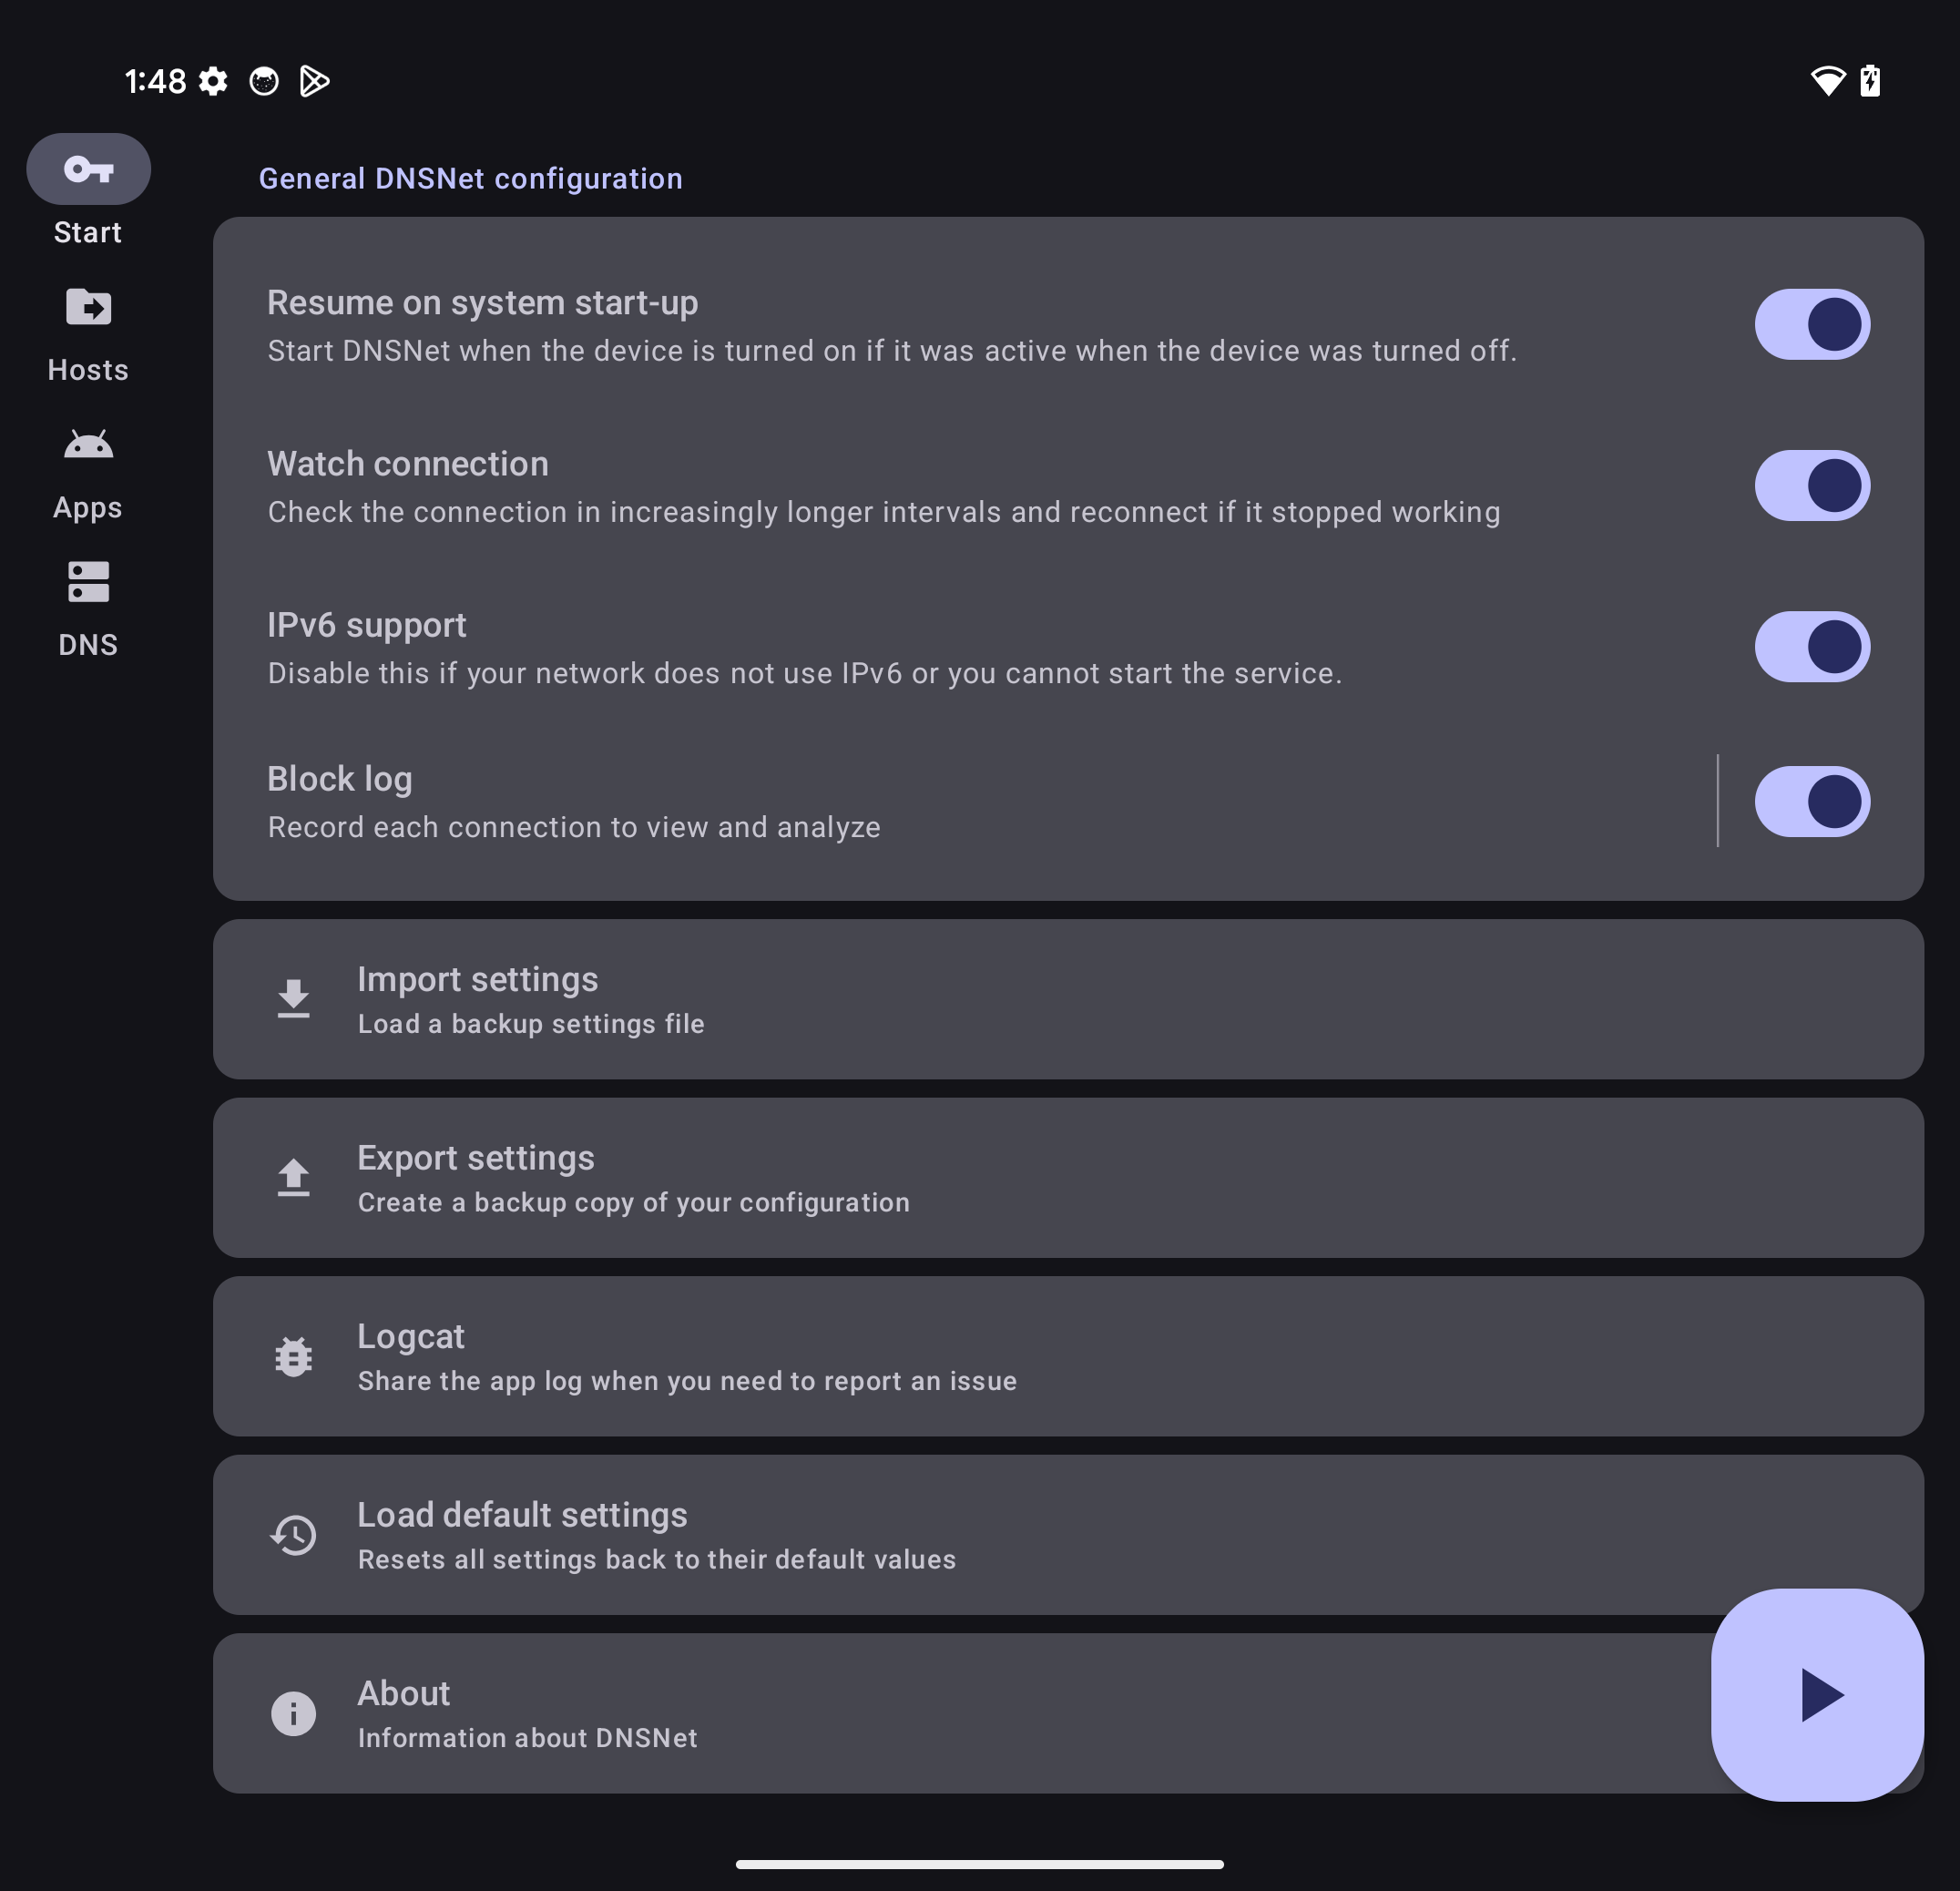 1:48
Start
Hosts
Apps
DNS
General DNSNet configuration
Resume on system start-up
Start DNSNet when the device is turned on if it was active when the device was turned off.
Watch connection
Check the connection in increasingly longer intervals and reconnect if it stopped working
IPv6 support
Disable this if your network does not use IPv6 or you cannot start the service.
Block log
Record each connection to view and analyze
Import settings
Load a backup settings file
Export settings
Create a backup copy of your configuration
Logcat
Share the app log when you need to report an issue
Load default settings
Resets all settings back to their default values
About
Information about DNSNet